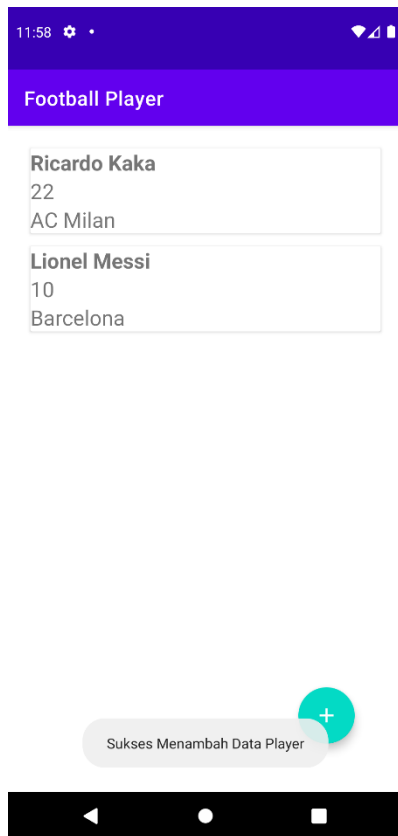 11:58
Football Player
Ricardo Kaka
22
AC Milan
Lionel Messi
10
Barcelona
+
Sukses Menambah Data Player